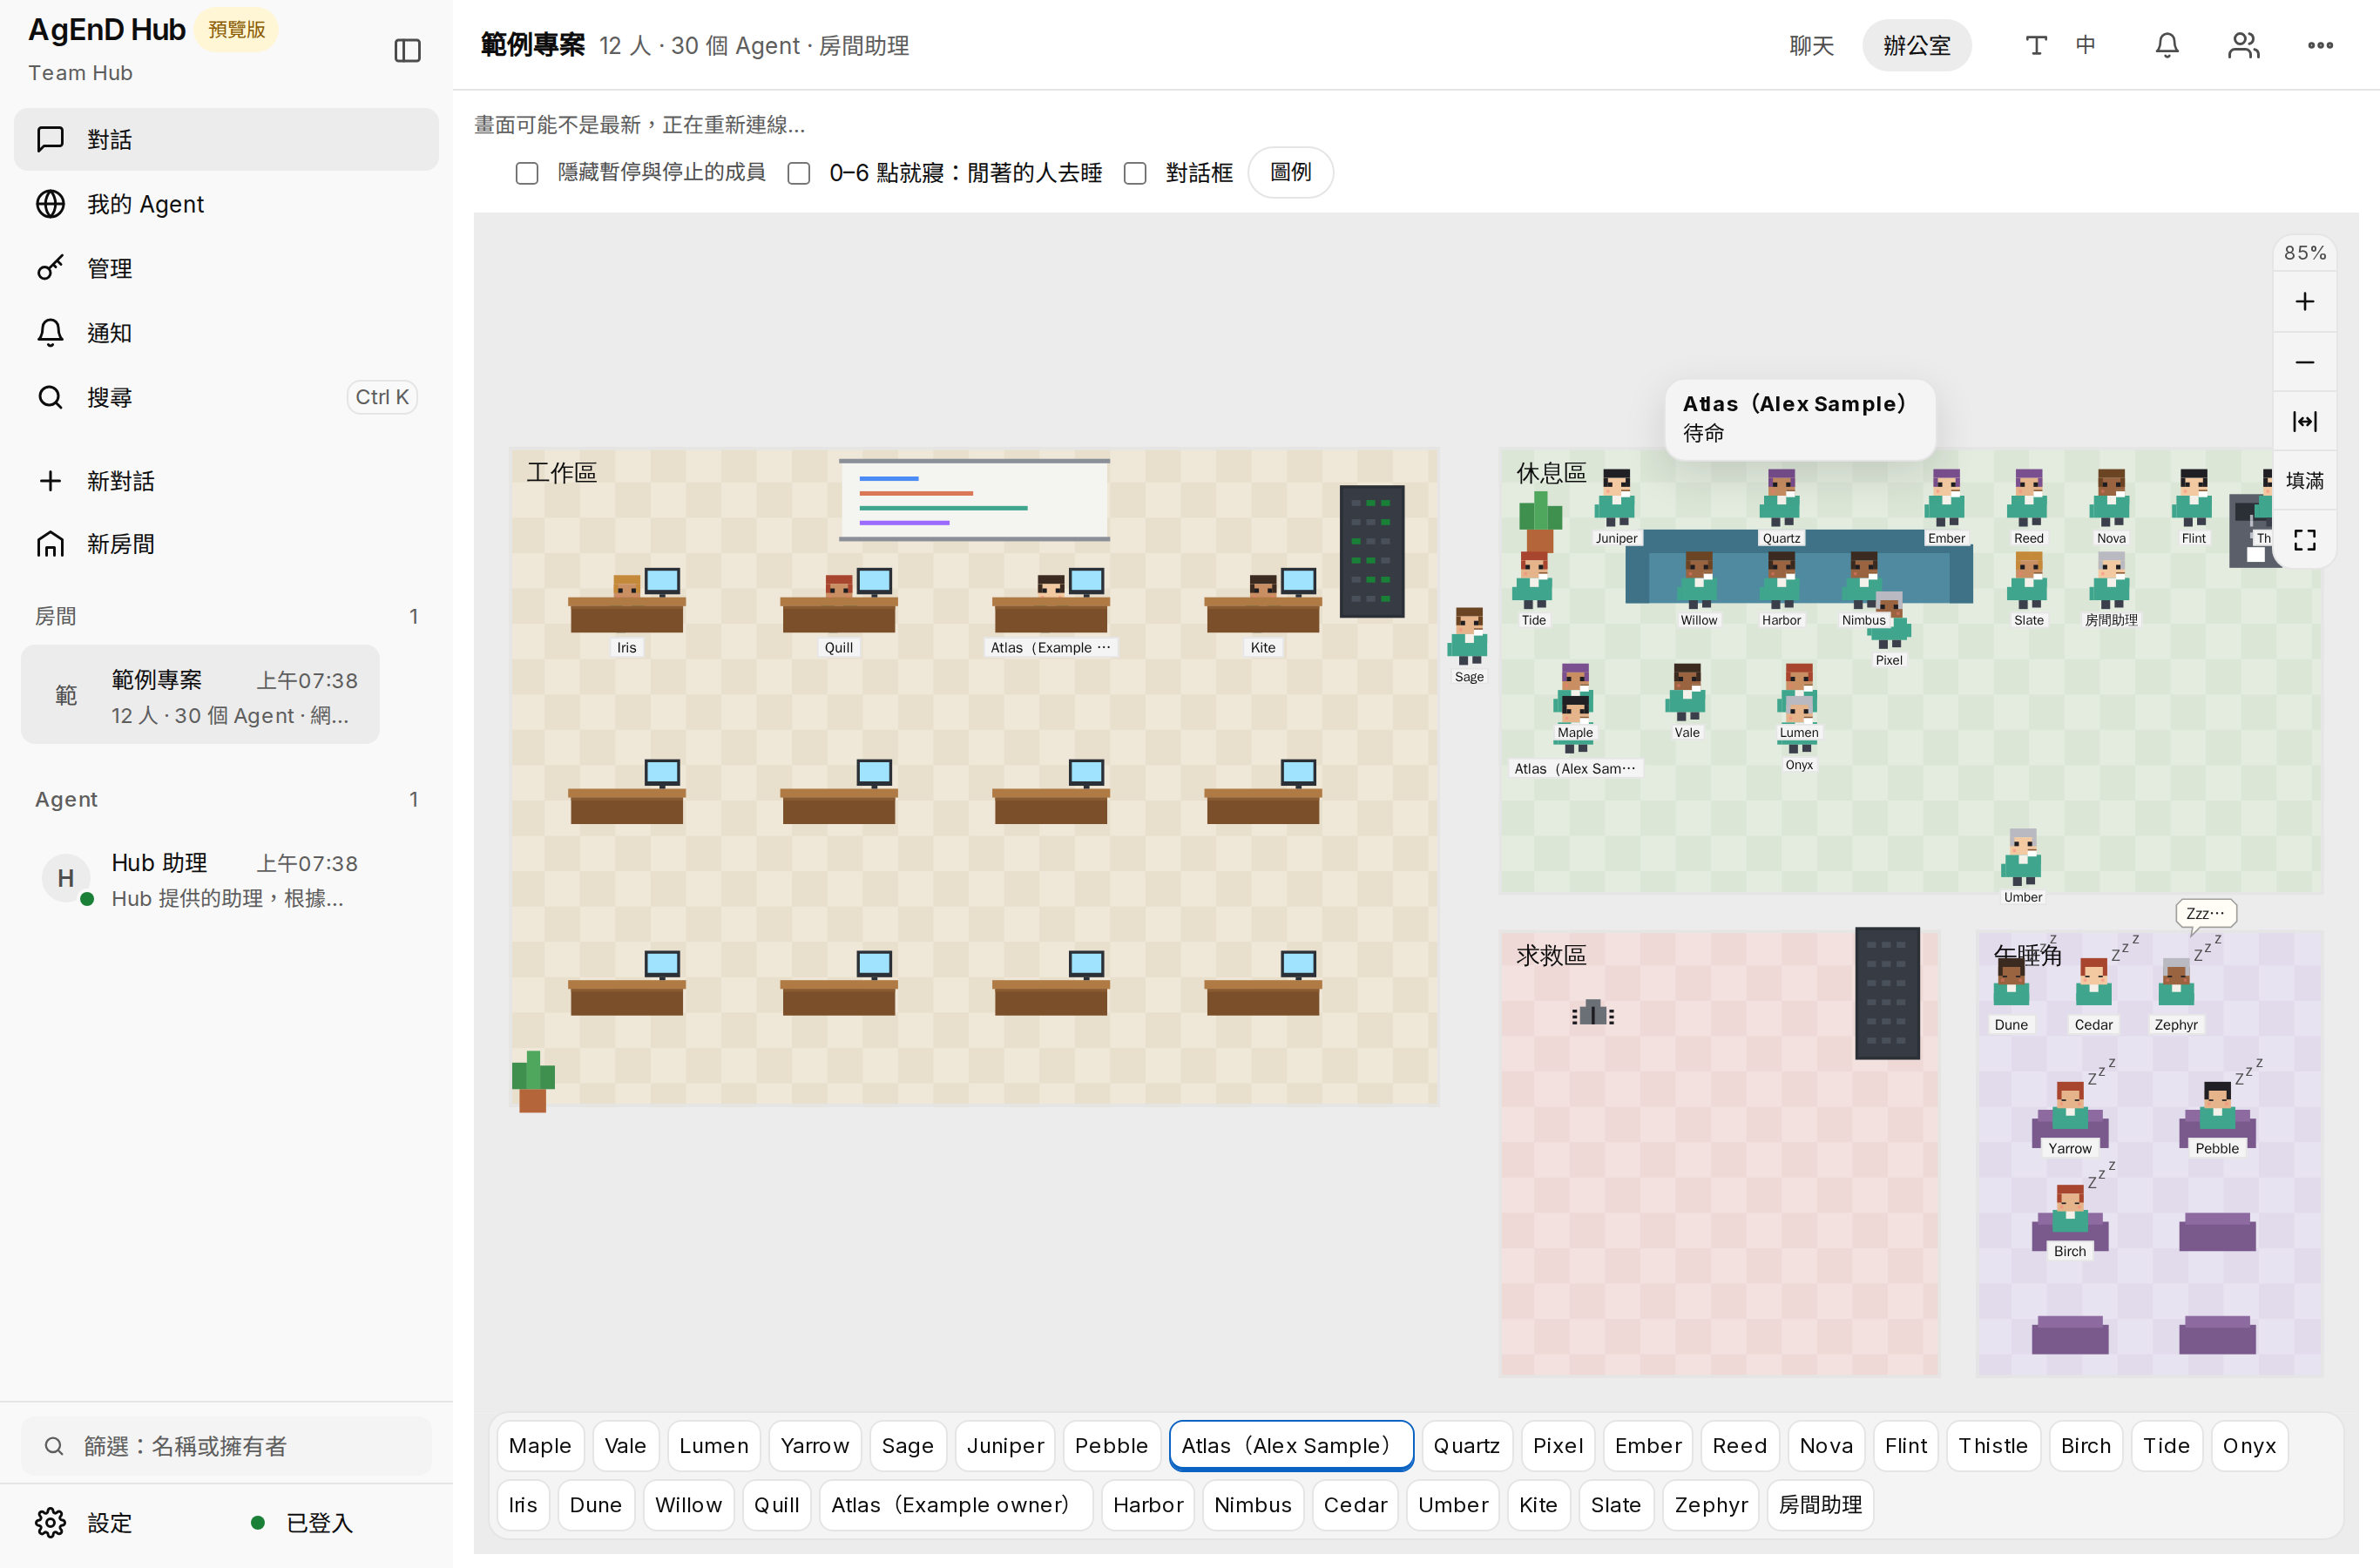 AgEnD Hub 預覽版
Team Hub
對話
我的 Agent
管理
通知
搜尋 Ctrl K
新對話
新房間
房間 1
範 範例專案 上午07:38
12 人 · 30 個 Agent · 網…
Agent 1
H Hub 助理 上午07:38
Hub 提供的助理，根據…
篩選：名稱或擁有者
設定 已登入
範例專案 12 人 · 30 個 Agent · 房間助理
聊天 辦公室 T 中
畫面可能不是最新，正在重新連線…
隱藏暫停與停止的成員 0–6 點就寢：閒著的人去睡 對話框 圖例
85%
填滿
Atlas（Alex Sample）
待命
工作區
Iris Quill Atlas（Example … Kite
Sage
休息區
Juniper Quartz Ember Reed Nova Flint Th
Tide Willow Harbor Nimbus Slate 房間助理
Pixel
Maple Vale Lumen
Atlas（Alex Sam… Onyx
Umber
求救區
午睡角
Zzz…
z z z z z z z z
Dune Cedar Zephyr
z z z z z z
Yarrow Pebble
z z z
Birch
Maple Vale Lumen Yarrow Sage Juniper Pebble Atlas（Alex Sample） Quartz Pixel Ember Reed Nova Flint Thistle Birch Tide Onyx
Iris Dune Willow Quill Atlas（Example owner） Harbor Nimbus Cedar Umber Kite Slate Zephyr 房間助理